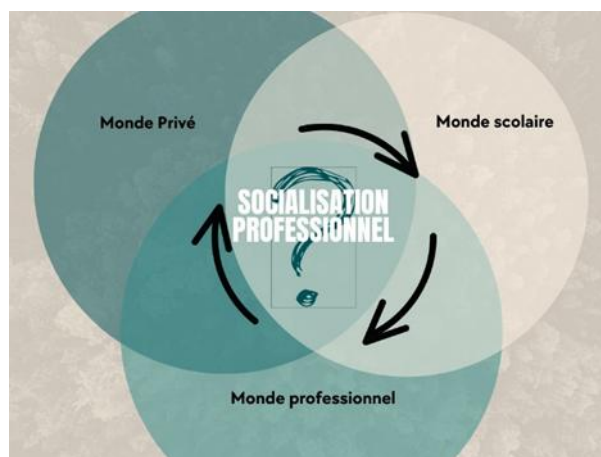 Monde Privé
Monde scolaire
SOCIALISATION
PROFESSIONNEL
?
Monde professionnel